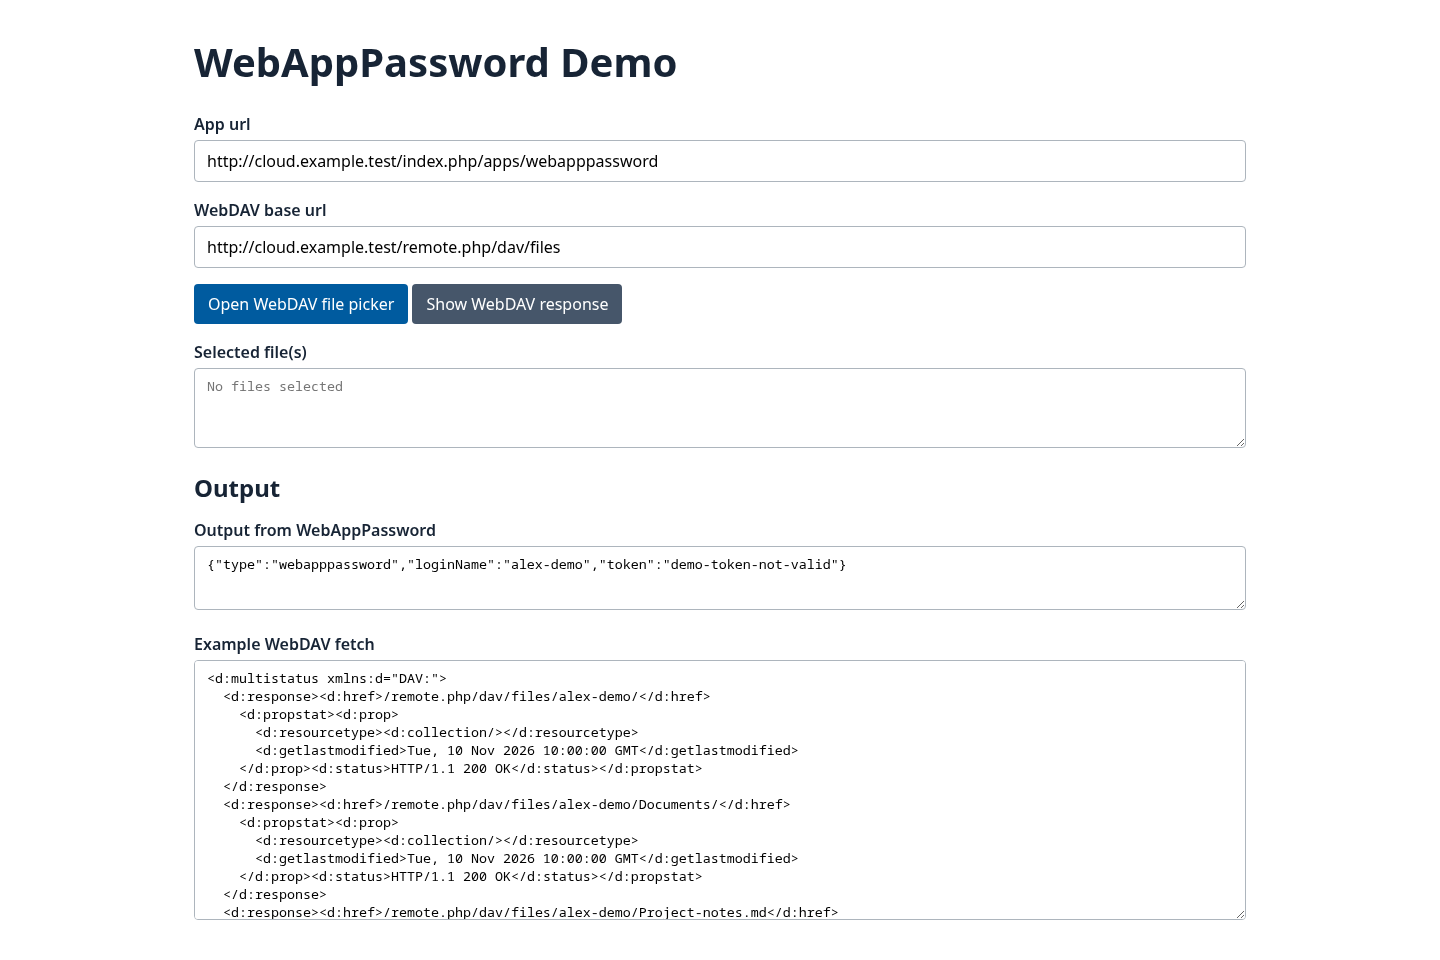 WebAppPassword Demo
App url
http://cloud.example.test/index.php/apps/webapppassword
WebDAV base url
http://cloud.example.test/remote.php/dav/files
Open WebDAV file picker
Show WebDAV response
Selected file(s)
No files selected
Output
Output from WebAppPassword
{"type":"webapppassword","loginName":"alex-demo","token":"demo-token-not-valid"}
Example WebDAV fetch
<d:multistatus xmlns:d="DAV:">
  <d:response><d:href>/remote.php/dav/files/alex-demo/</d:href>
    <d:propstat><d:prop>
      <d:resourcetype><d:collection/></d:resourcetype>
      <d:getlastmodified>Tue, 10 Nov 2026 10:00:00 GMT</d:getlastmodified>
    </d:prop><d:status>HTTP/1.1 200 OK</d:status></d:propstat>
  </d:response>
  <d:response><d:href>/remote.php/dav/files/alex-demo/Documents/</d:href>
    <d:propstat><d:prop>
      <d:resourcetype><d:collection/></d:resourcetype>
      <d:getlastmodified>Tue, 10 Nov 2026 10:00:00 GMT</d:getlastmodified>
    </d:prop><d:status>HTTP/1.1 200 OK</d:status></d:propstat>
  </d:response>
  <d:response><d:href>/remote.php/dav/files/alex-demo/Project-notes.md</d:href>